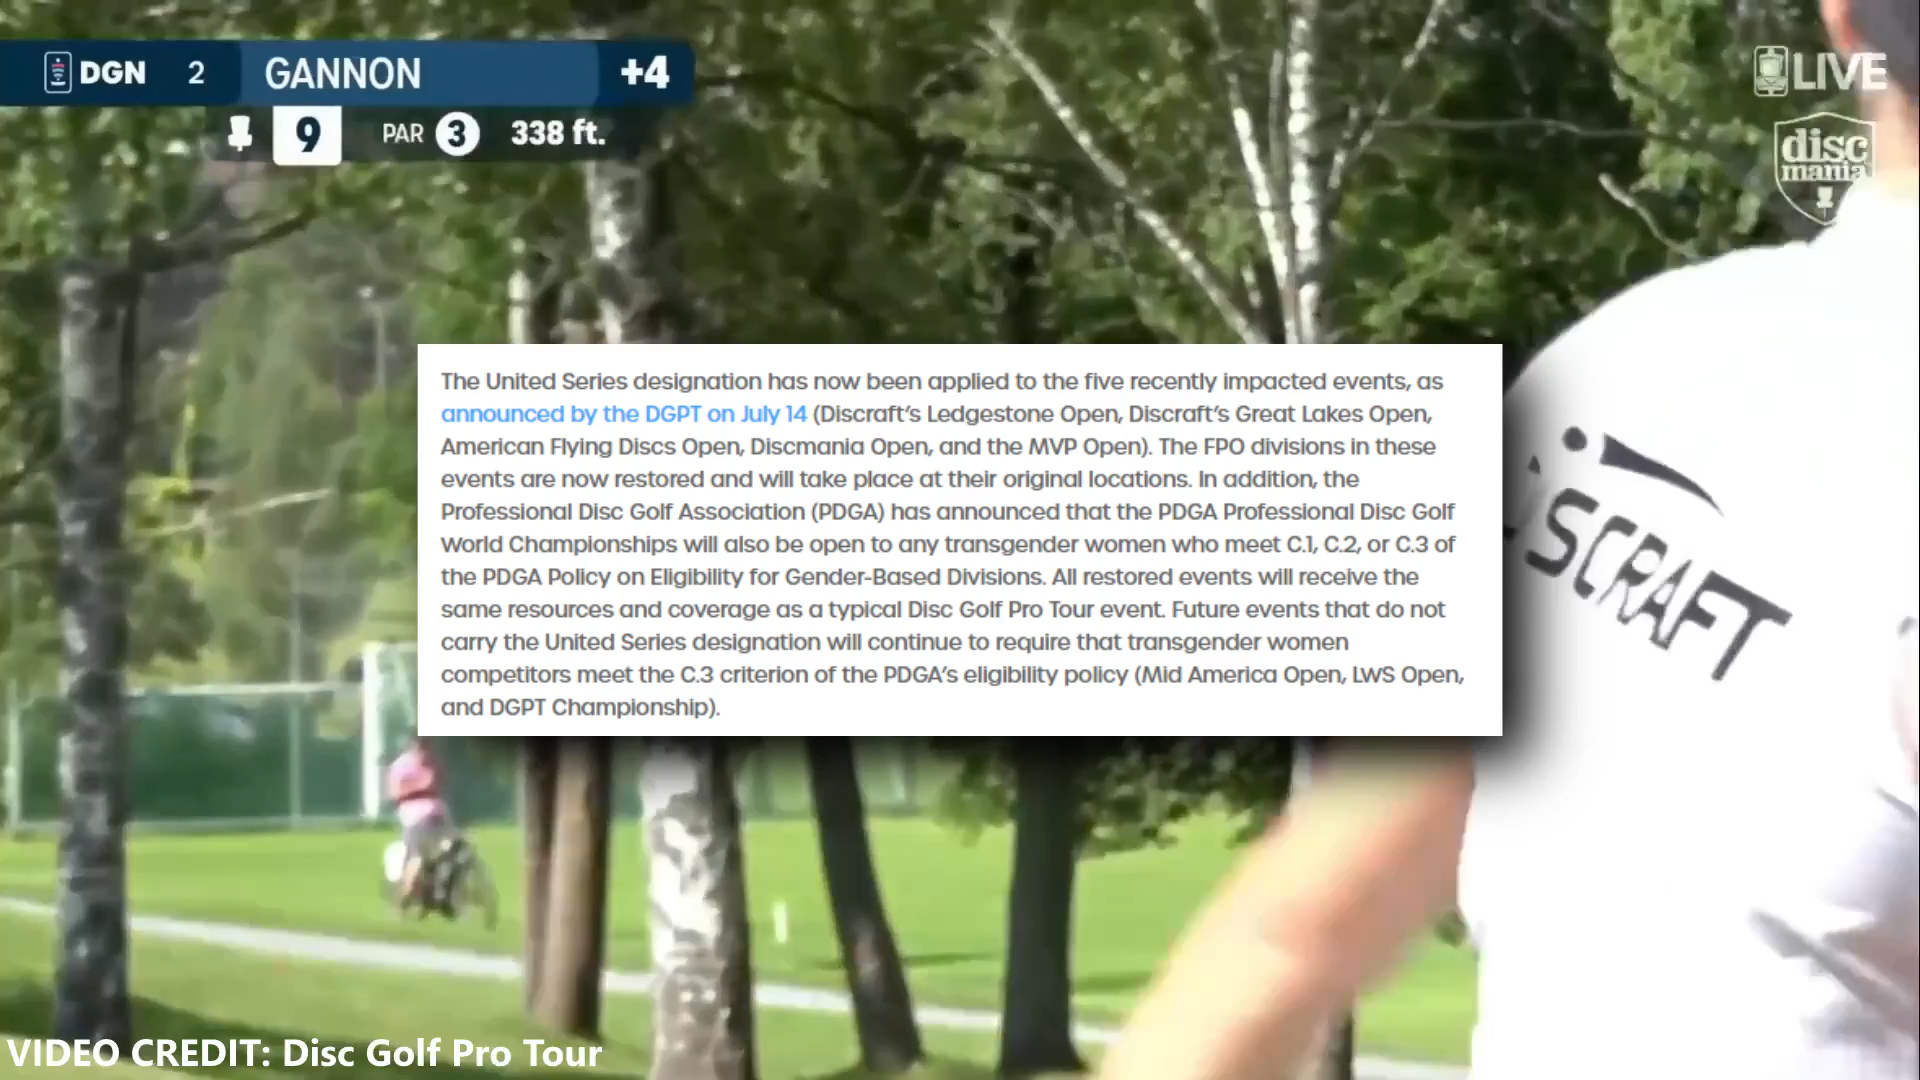 DGN 2 GANNON +4
9 PAR 3 338 ft.
LIVE
disc
mania
The United Series designation has now been applied to the five recently impacted events, as
announced by the DGPT on July 14 (Discraft's Ledgestone Open, Discraft's Great Lakes Open,
American Flying Discs Open, Discmania Open, and the MVP Open). The FPO divisions in these
events are now restored and will take place at their original locations. In addition, the
Professional Disc Golf Association (PDGA) has announced that the PDGA Professional Disc Golf
World Championships will also be open to any transgender women who meet C.1, C.2, or C.3 of
the PDGA Policy on Eligibility for Gender-Based Divisions. All restored events will receive the
same resources and coverage as a typical Disc Golf Pro Tour event. Future events that do not
carry the United Series designation will continue to require that transgender women
competitors meet the C.3 criterion of the PDGA's eligibility policy (Mid America Open, LWS Open,
and DGPT Championship).
SCRAFT
VIDEO CREDIT: Disc Golf Pro Tour